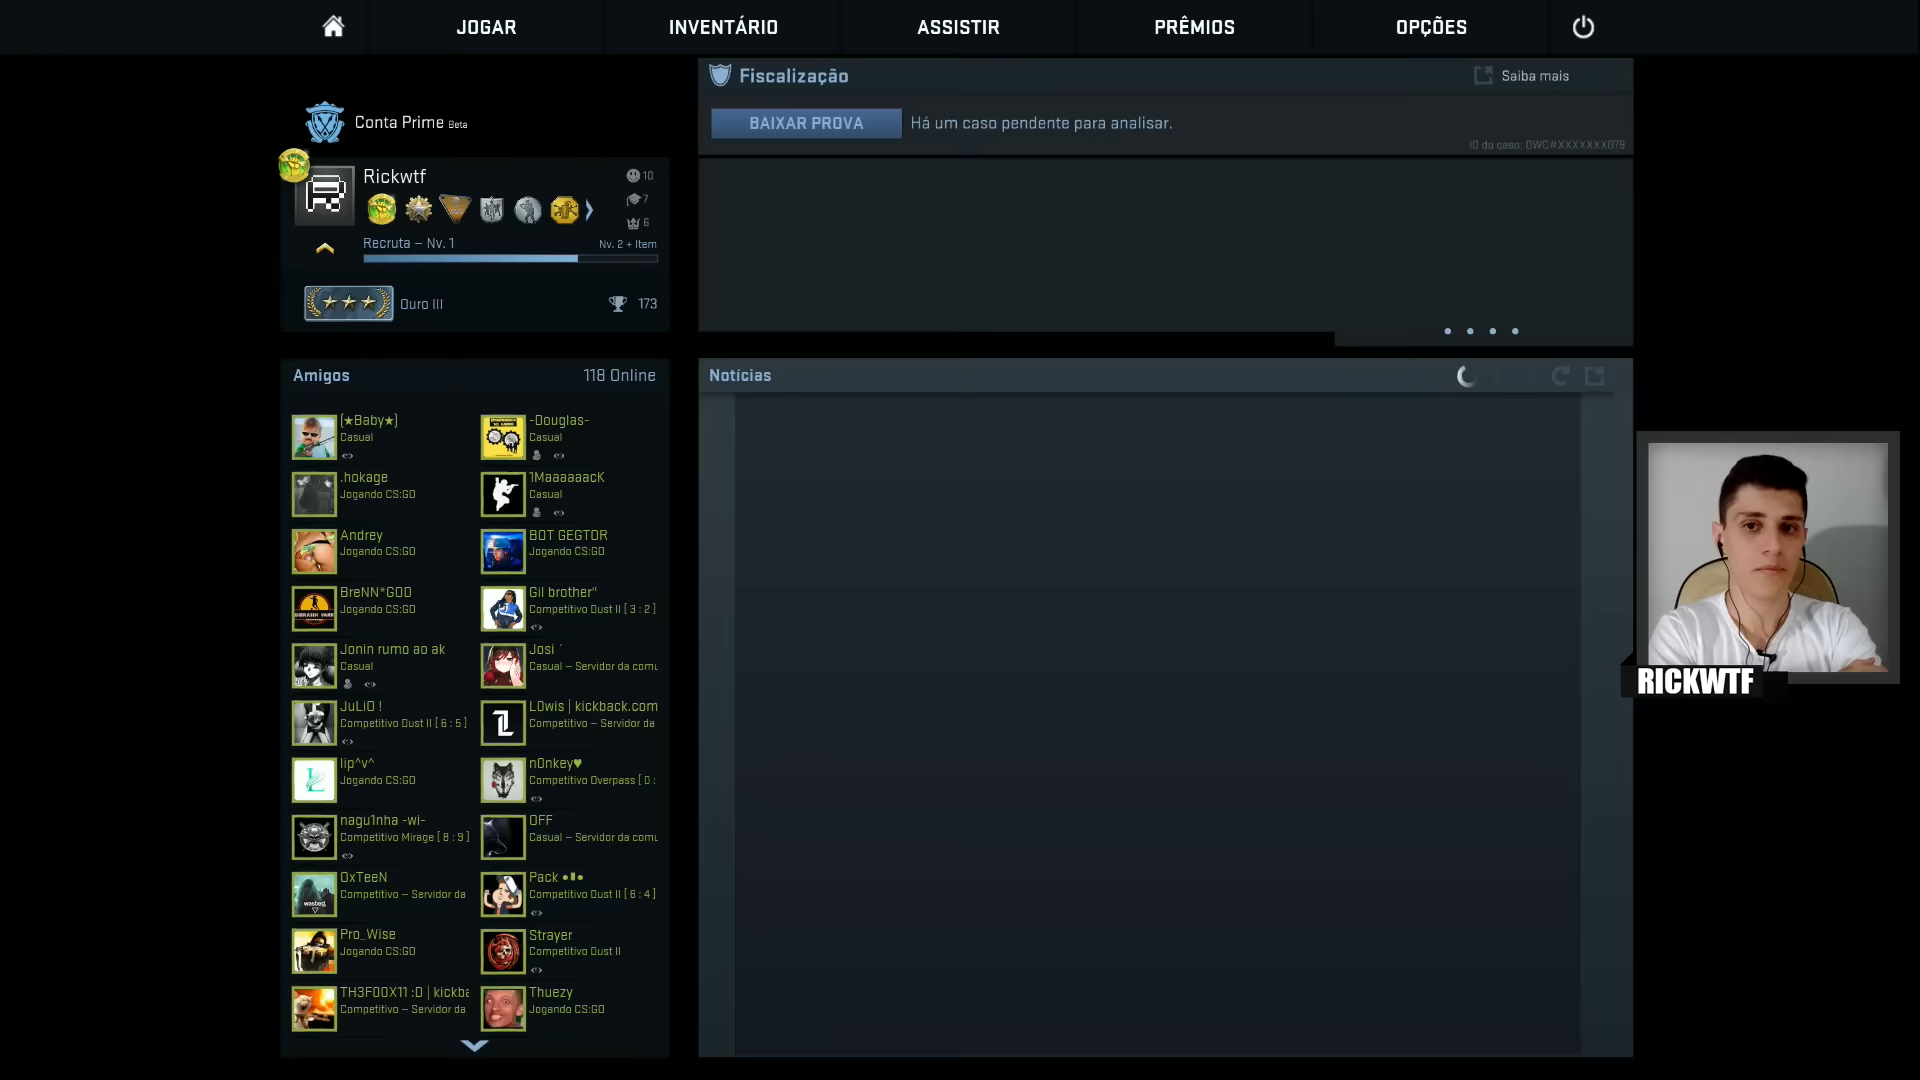 JOGAR
INVENTÁRIO
ASSISTIR
PRÊMIOS
OPÇÕES
Conta Prime Beta
Rickwtf
10
7
6
Recruta – Nv. 1
Nv. 2 + Item
Ouro III
173
Fiscalização
Saiba mais
BAIXAR PROVA
Há um caso pendente para analisar.
ID do caso: OWC#XXXXXXX079
Amigos
118 Online
Notícias
(★Baby★)
Casual
-Douglas-
Casual
.hokage
Jogando CS:GO
1MaaaaaacK
Casual
Andrey
Jogando CS:GO
BOT GEGTOR
Jogando CS:GO
BreNN*GOD
Jogando CS:GO
Gil brother"
Competitivo Dust II [ 3 : 2 ]
Jonin rumo ao ak
Casual
Josi ´
Casual – Servidor da comu
JuLiO !
Competitivo Dust II [ 6 : 5 ]
L0wis | kickback.com
Competitivo – Servidor da
lip^v^
Jogando CS:GO
n0nkey♥
Competitivo Overpass [ 0 :
nagu1nha -wi-
Competitivo Mirage [ 8 : 9 ]
OFF
Casual – Servidor da comu
OxTeeN
Competitivo – Servidor da
Pack
Competitivo Dust II [ 6 : 4 ]
Pro_Wise
Jogando CS:GO
Strayer
Competitivo Dust II
TH3F00X11 :D | kickba
Competitivo – Servidor da
Thuezy
Jogando CS:GO
wasted
RICKWTF